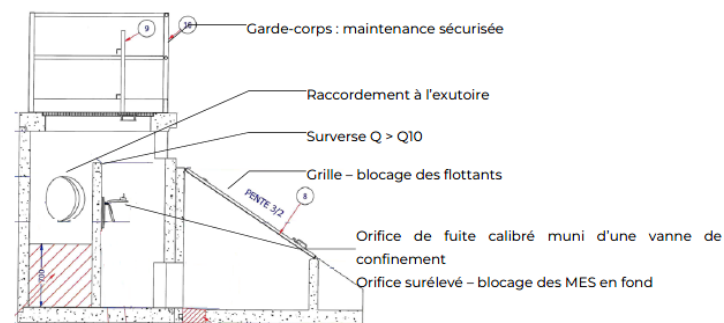 9
16
Garde-corps : maintenance sécurisée
Raccordement à l'exutoire
Surverse Q > Q10
Grille – blocage des flottants
PENTE 3/2
8
Orifice de fuite calibré muni d'une vanne de
confinement
Orifice surélevé – blocage des MES en fond